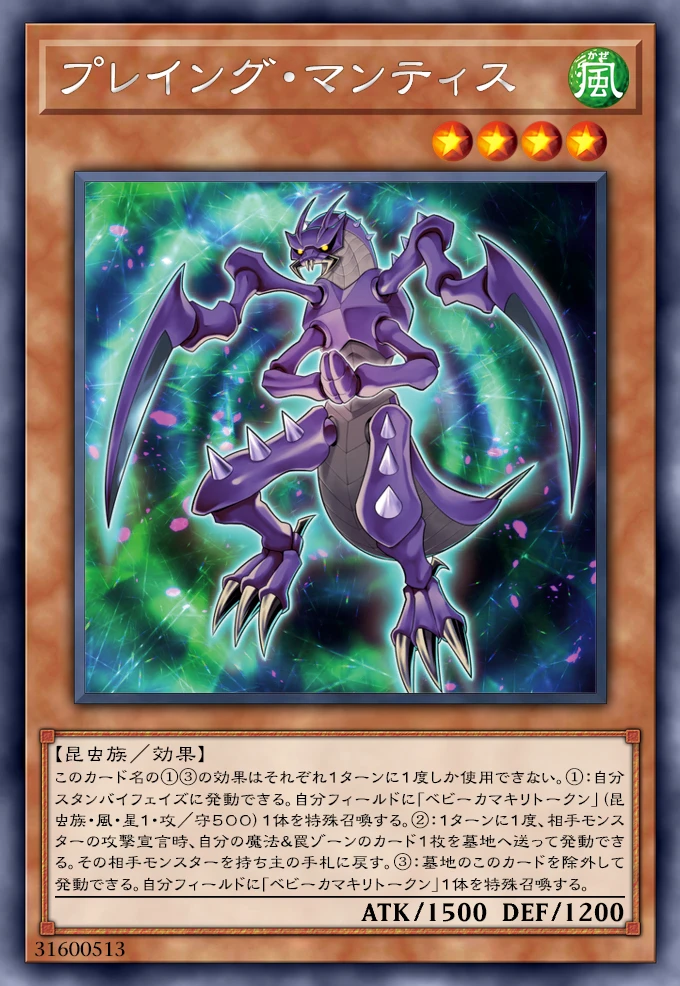 プレイング・マンティス
かぜ
風
【昆虫族／効果】
このカード名の①③の効果はそれぞれ１ターンに１度しか使用できない。①：自分
スタンバイフェイズに発動できる。自分フィールドに「ベビーカマキリトークン」（昆
虫族・風・星１・攻／守５００）１体を特殊召喚する。②：１ターンに１度、相手モンス
ターの攻撃宣言時、自分の魔法＆罠ゾーンのカード１枚を墓地へ送って発動でき
る。その相手モンスターを持ち主の手札に戻す。③：墓地のこのカードを除外して
発動できる。自分フィールドに「ベビーカマキリトークン」１体を特殊召喚する。
ATK/1500 DEF/1200
31600513